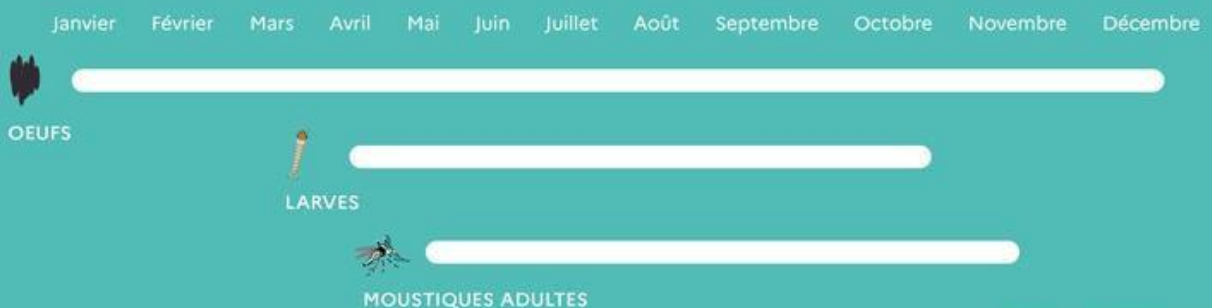 Janvier Février Mars Avril Mai Juin Juillet Août Septembre Octobre Novembre Décembre
OEUFS
LARVES
MOUSTIQUES ADULTES